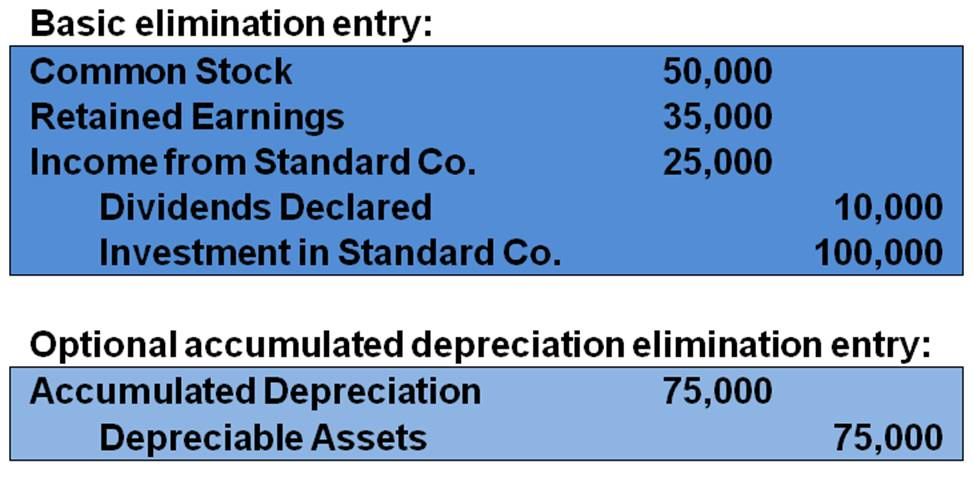 Basic elimination entry:
Common Stock 50,000
Retained Earnings 35,000
Income from Standard Co. 25,000
Dividends Declared 10,000
Investment in Standard Co. 100,000
Optional accumulated depreciation elimination entry:
Accumulated Depreciation 75,000
Depreciable Assets 75,000